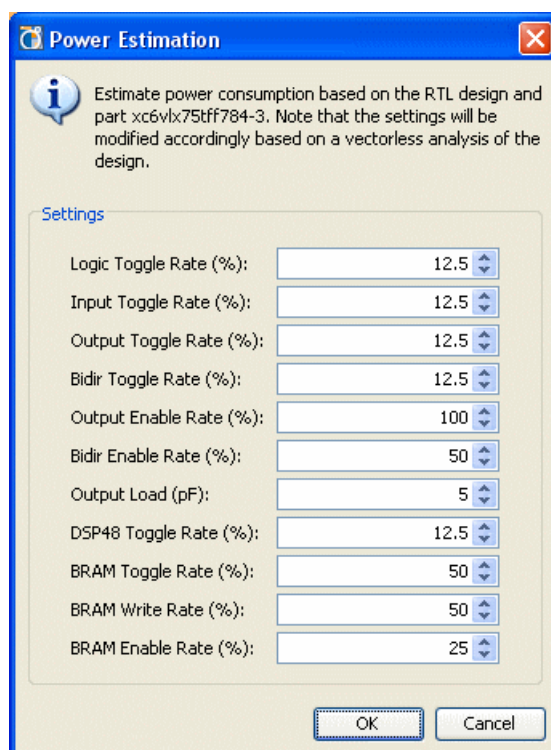 Power Estimation
Estimate power consumption based on the RTL design and
part xc6vlx75tff784-3. Note that the settings will be
modified accordingly based on a vectorless analysis of the
design.
Settings
Logic Toggle Rate (%): 12.5
Input Toggle Rate (%): 12.5
Output Toggle Rate (%): 12.5
Bidir Toggle Rate (%): 12.5
Output Enable Rate (%): 100
Bidir Enable Rate (%): 50
Output Load (pF): 5
DSP48 Toggle Rate (%): 12.5
BRAM Toggle Rate (%): 50
BRAM Write Rate (%): 50
BRAM Enable Rate (%): 25
OK Cancel